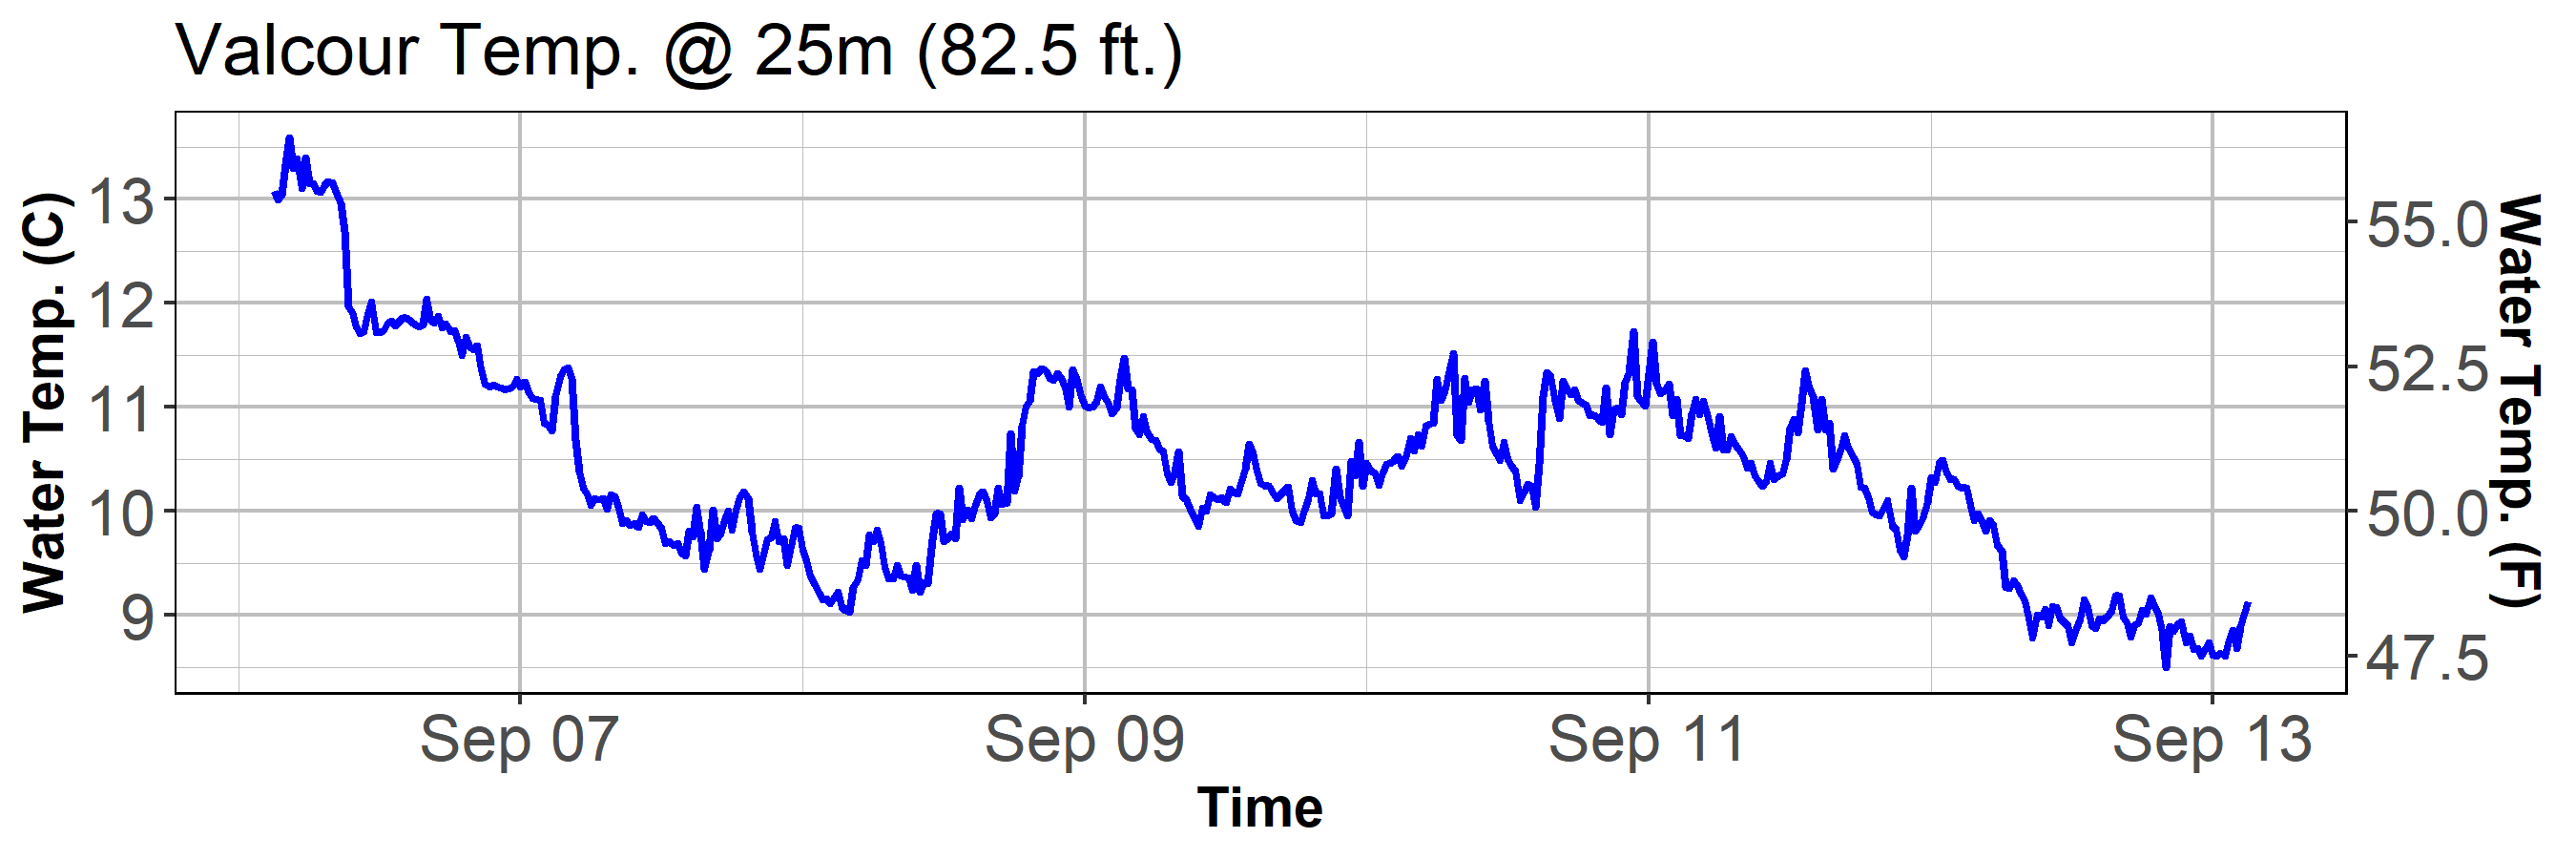 Valcour Temp. @ 25m (82.5 ft.)
Water Temp. (C)
13
12
11
10
9
55.0
52.5
50.0
47.5
Water Temp. (F)
Sep 07
Sep 09
Sep 11
Sep 13
Time